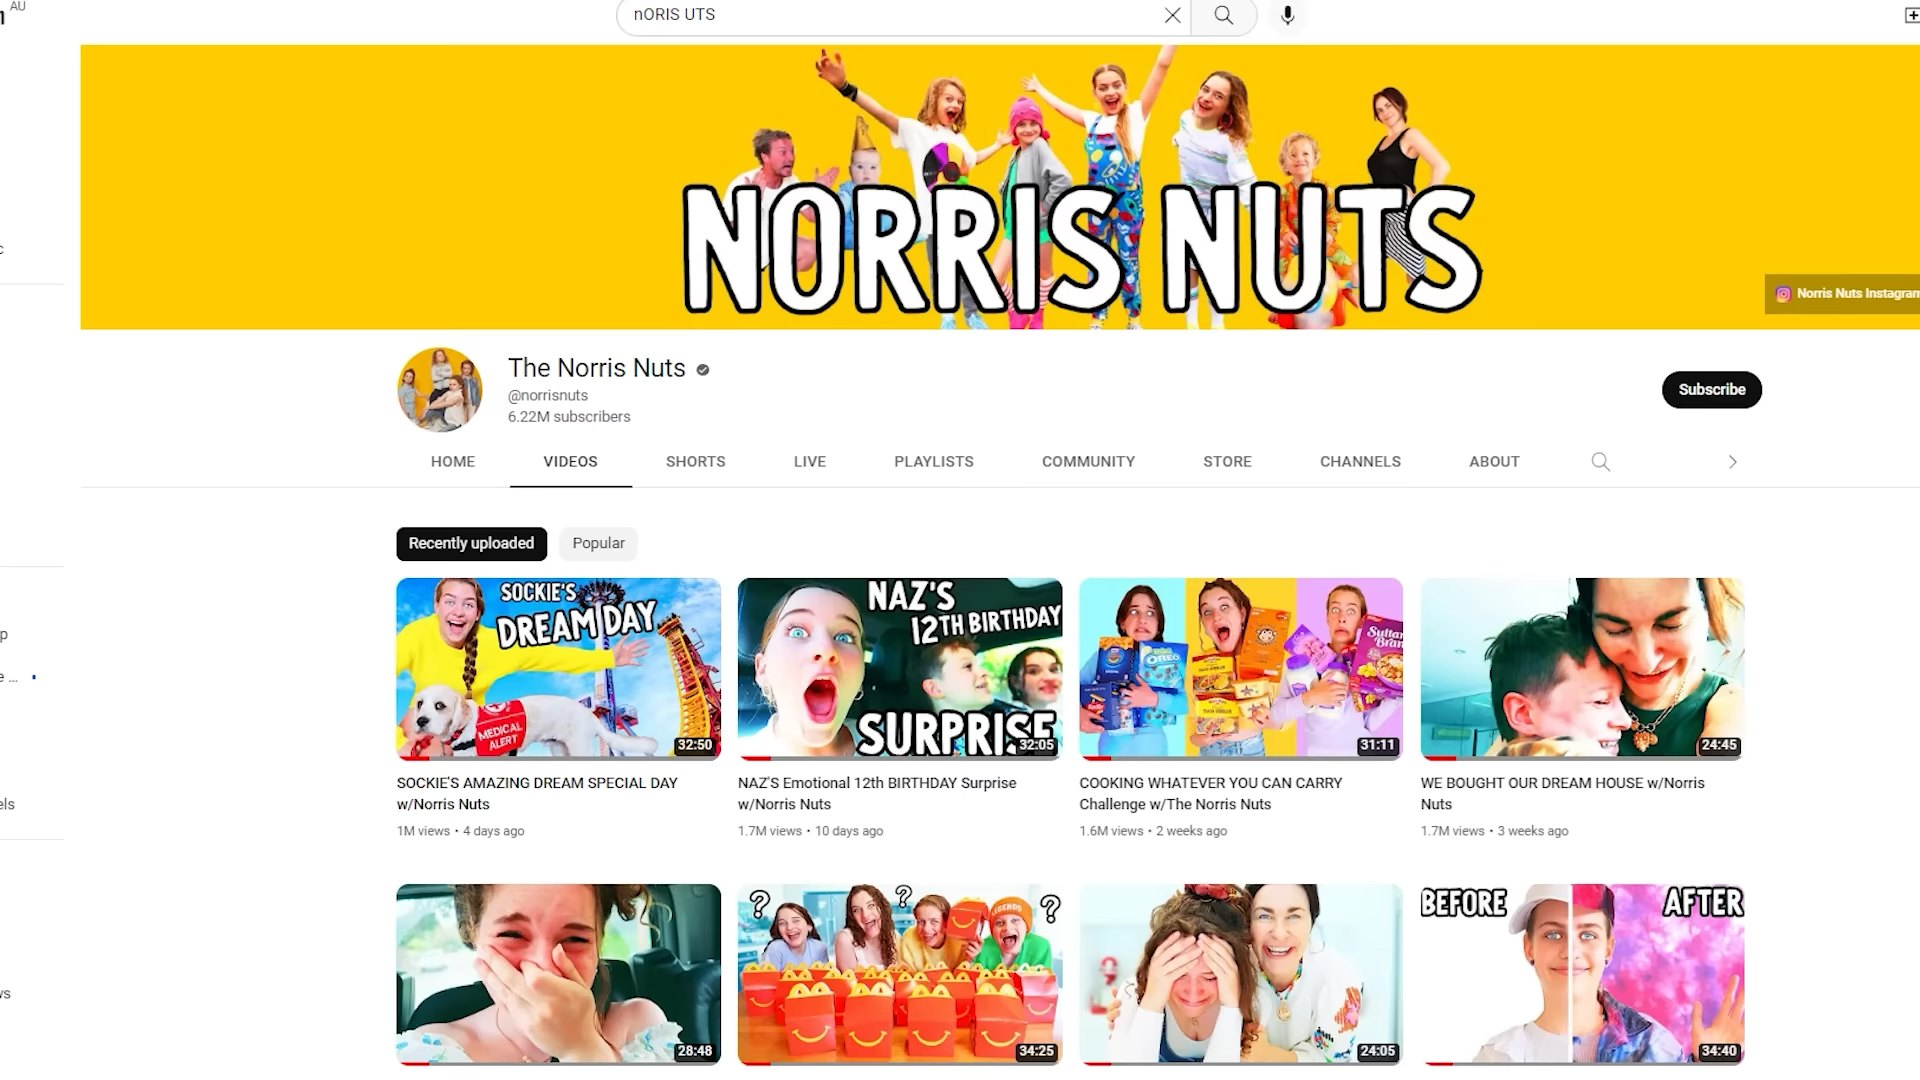 AU
nORIS UTS
NORRIS NUTS
Norris Nuts Instagram
The Norris Nuts
@norrisnuts
6.22M subscribers
Subscribe
HOME VIDEOS SHORTS LIVE PLAYLISTS COMMUNITY STORE CHANNELS ABOUT
Recently uploaded Popular
SOCKIE'S
DREAM DAY
MEDICAL
ALERT
32:50
NAZ'S
12TH BIRTHDAY
SURPRISE
32:05
OREO
Sultana
Bran
31:11
24:45
SOCKIE'S AMAZING DREAM SPECIAL DAY
w/Norris Nuts
1M views • 4 days ago
NAZ'S Emotional 12th BIRTHDAY Surprise
w/Norris Nuts
1.7M views • 10 days ago
COOKING WHATEVER YOU CAN CARRY
Challenge w/The Norris Nuts
1.6M views • 2 weeks ago
WE BOUGHT OUR DREAM HOUSE w/Norris
Nuts
1.7M views • 3 weeks ago
28:48
? ? ?
LEGENDS
34:25
24:05
BEFORE AFTER
34:40